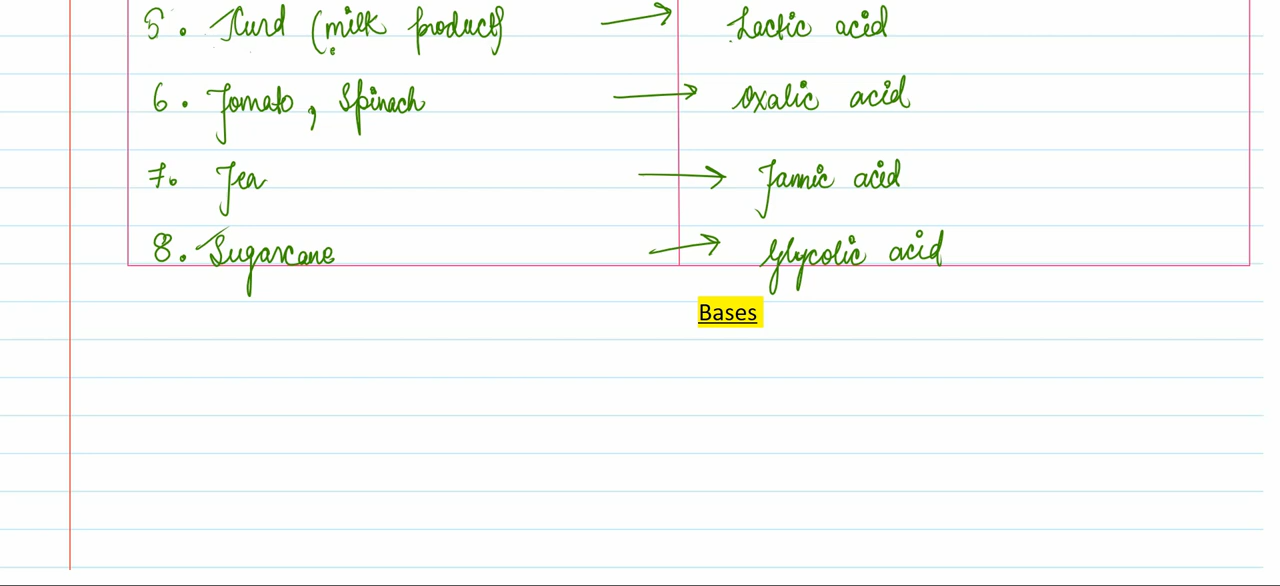 5. Curd (milk product) → Lactic acid
6. Tomato, Spinach → Oxalic acid
7. Tea → Tannic acid
8. Sugarcane → Glycolic acid
Bases